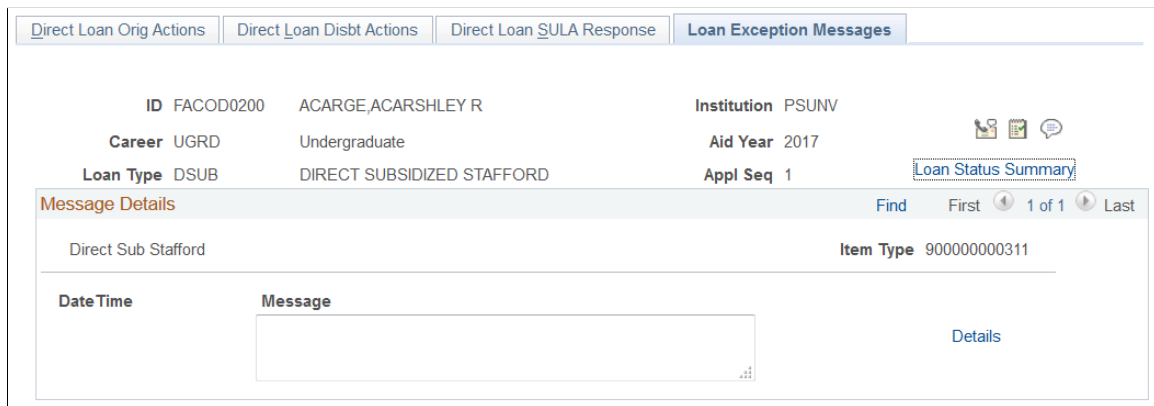 Direct Loan Orig Actions Direct Loan Disbt Actions Direct Loan SULA Response Loan Exception Messages
ID FACOD0200 ACARGE,ACARSHLEY R Institution PSUNV
Career UGRD Undergraduate Aid Year 2017
Loan Type DSUB DIRECT SUBSIDIZED STAFFORD Appl Seq 1 Loan Status Summary
Message Details Find First 1 of 1 Last
Direct Sub Stafford Item Type 900000000311
DateTime Message
Details